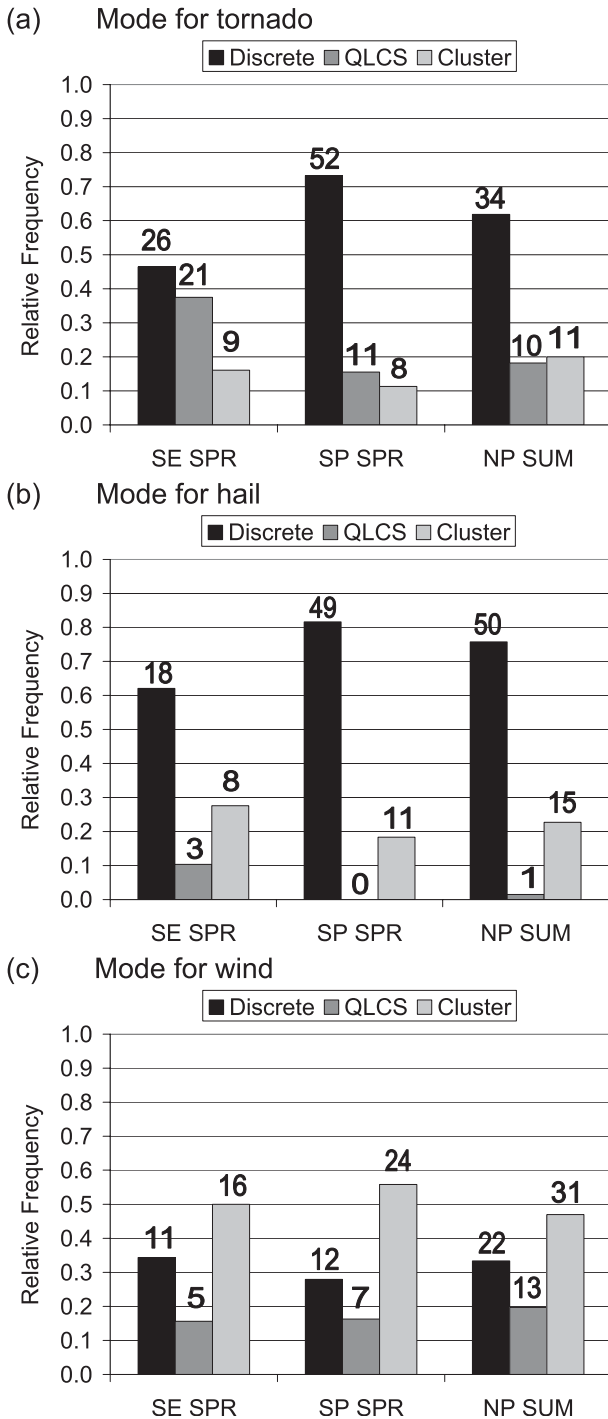 (a) Mode for tornado
Discrete QLCS Cluster
Relative Frequency
1.0
0.9
0.8
0.7
0.6
0.5
0.4
0.3
0.2
0.1
0.0
26 21 9
52 11 8
34 10 11
SE SPR SP SPR NP SUM
(b) Mode for hail
Discrete QLCS Cluster
Relative Frequency
1.0
0.9
0.8
0.7
0.6
0.5
0.4
0.3
0.2
0.1
0.0
18 3 8
49 0 11
50 1 15
SE SPR SP SPR NP SUM
(c) Mode for wind
Discrete QLCS Cluster
Relative Frequency
1.0
0.9
0.8
0.7
0.6
0.5
0.4
0.3
0.2
0.1
0.0
11 5 16
12 7 24
22 13 31
SE SPR SP SPR NP SUM